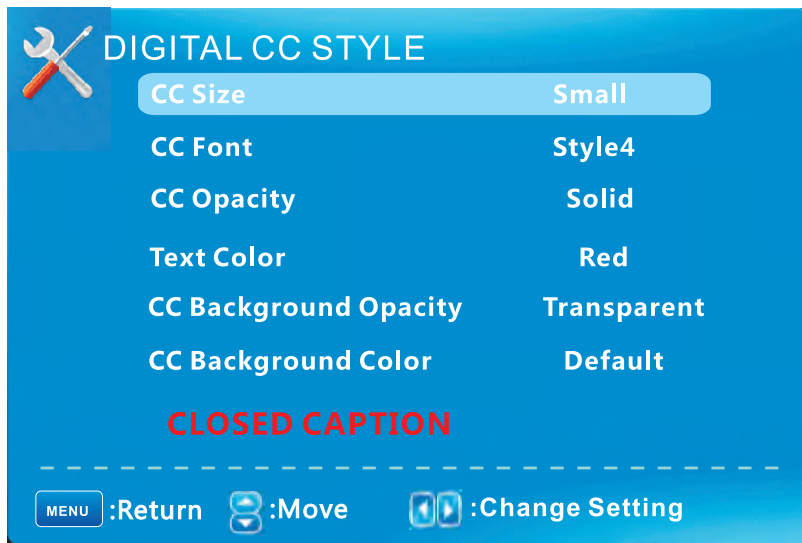 DIGITAL CC STYLE
CC Size Small
CC Font Style4
CC Opacity Solid
Text Color Red
CC Background Opacity Transparent
CC Background Color Default
CLOSED CAPTION
MENU :Return :Move :Change Setting